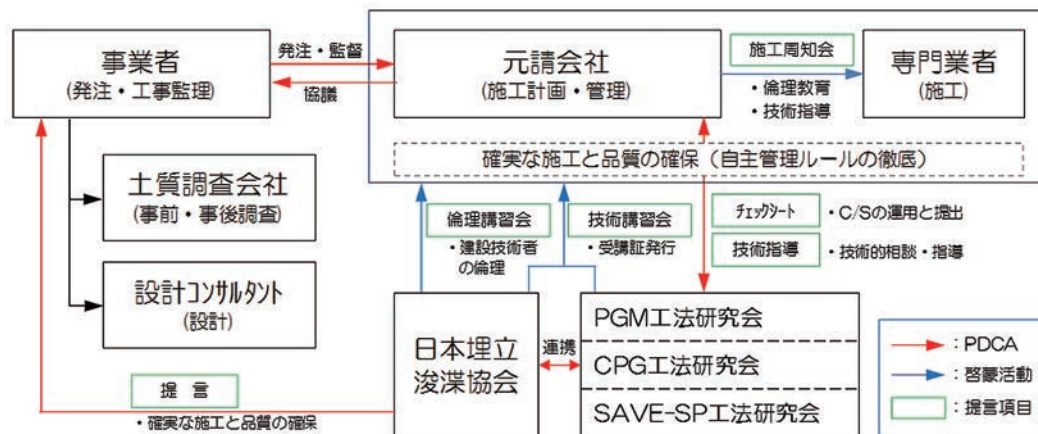 事業者
(発注・工事監理)
発注・監督
協議
元請会社
(施工計画・管理)
施工周知会
・倫理教育
・技術指導
専門業者
(施工)
確実な施工と品質の確保（自主管理ルールの徹底）
土質調査会社
(事前・事後調査)
設計コンサルタント
(設計)
倫理講習会
・建設技術者
の倫理
技術講習会
・受講証発行
チェックシート
・C/Sの運用と提出
技術指導
・技術的相談・指導
日本埋立
浚渫協会
連携
PGM工法研究会
CPG工法研究会
SAVE-SP工法研究会
提 言
・確実な施工と品質の確保
：PDCA
：啓蒙活動
：提言項目